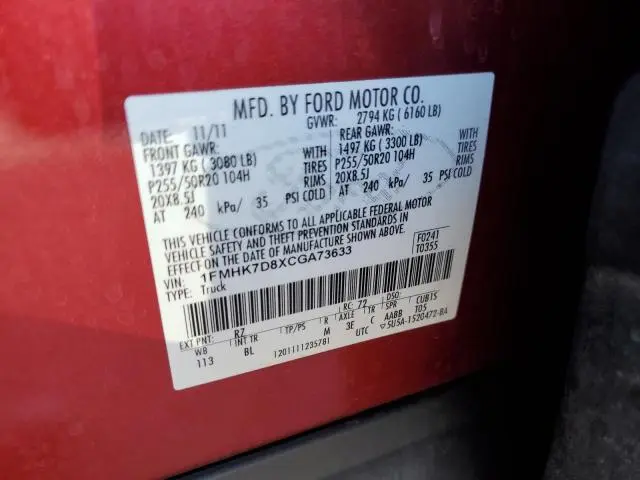 MFD. BY FORD MOTOR CO.
DATE: 11/11 GVWR: 2794 KG ( 6160 LB)
FRONT GAWR: REAR GAWR:
1397 KG ( 3080 LB) WITH 1497 KG ( 3300 LB) WITH
P255/50R20 104H TIRES P255/50R20 104H TIRES
20X8.5J RIMS 20X8.5J RIMS
AT 240 kPa/ 35 PSI COLD AT 240 kPa/ 35 PSI COLD
THIS VEHICLE CONFORMS TO ALL APPLICABLE FEDERAL MOTOR
VEHICLE SAFETY AND THEFT PREVENTION STANDARDS IN
EFFECT ON THE DATE OF MANUFACTURE SHOWN ABOVE.
VIN: 1FMHK7D8XCGA73633
TYPE: Truck
F0241
T0355
EXT PNT: RZ RC: 72 DSO:
WB INT TR TP/PS R AXLE TR SPR CUBTS
113 BL M 3E C AABB T05
1201111235781 UTC ▽5U5A-1520472-BA